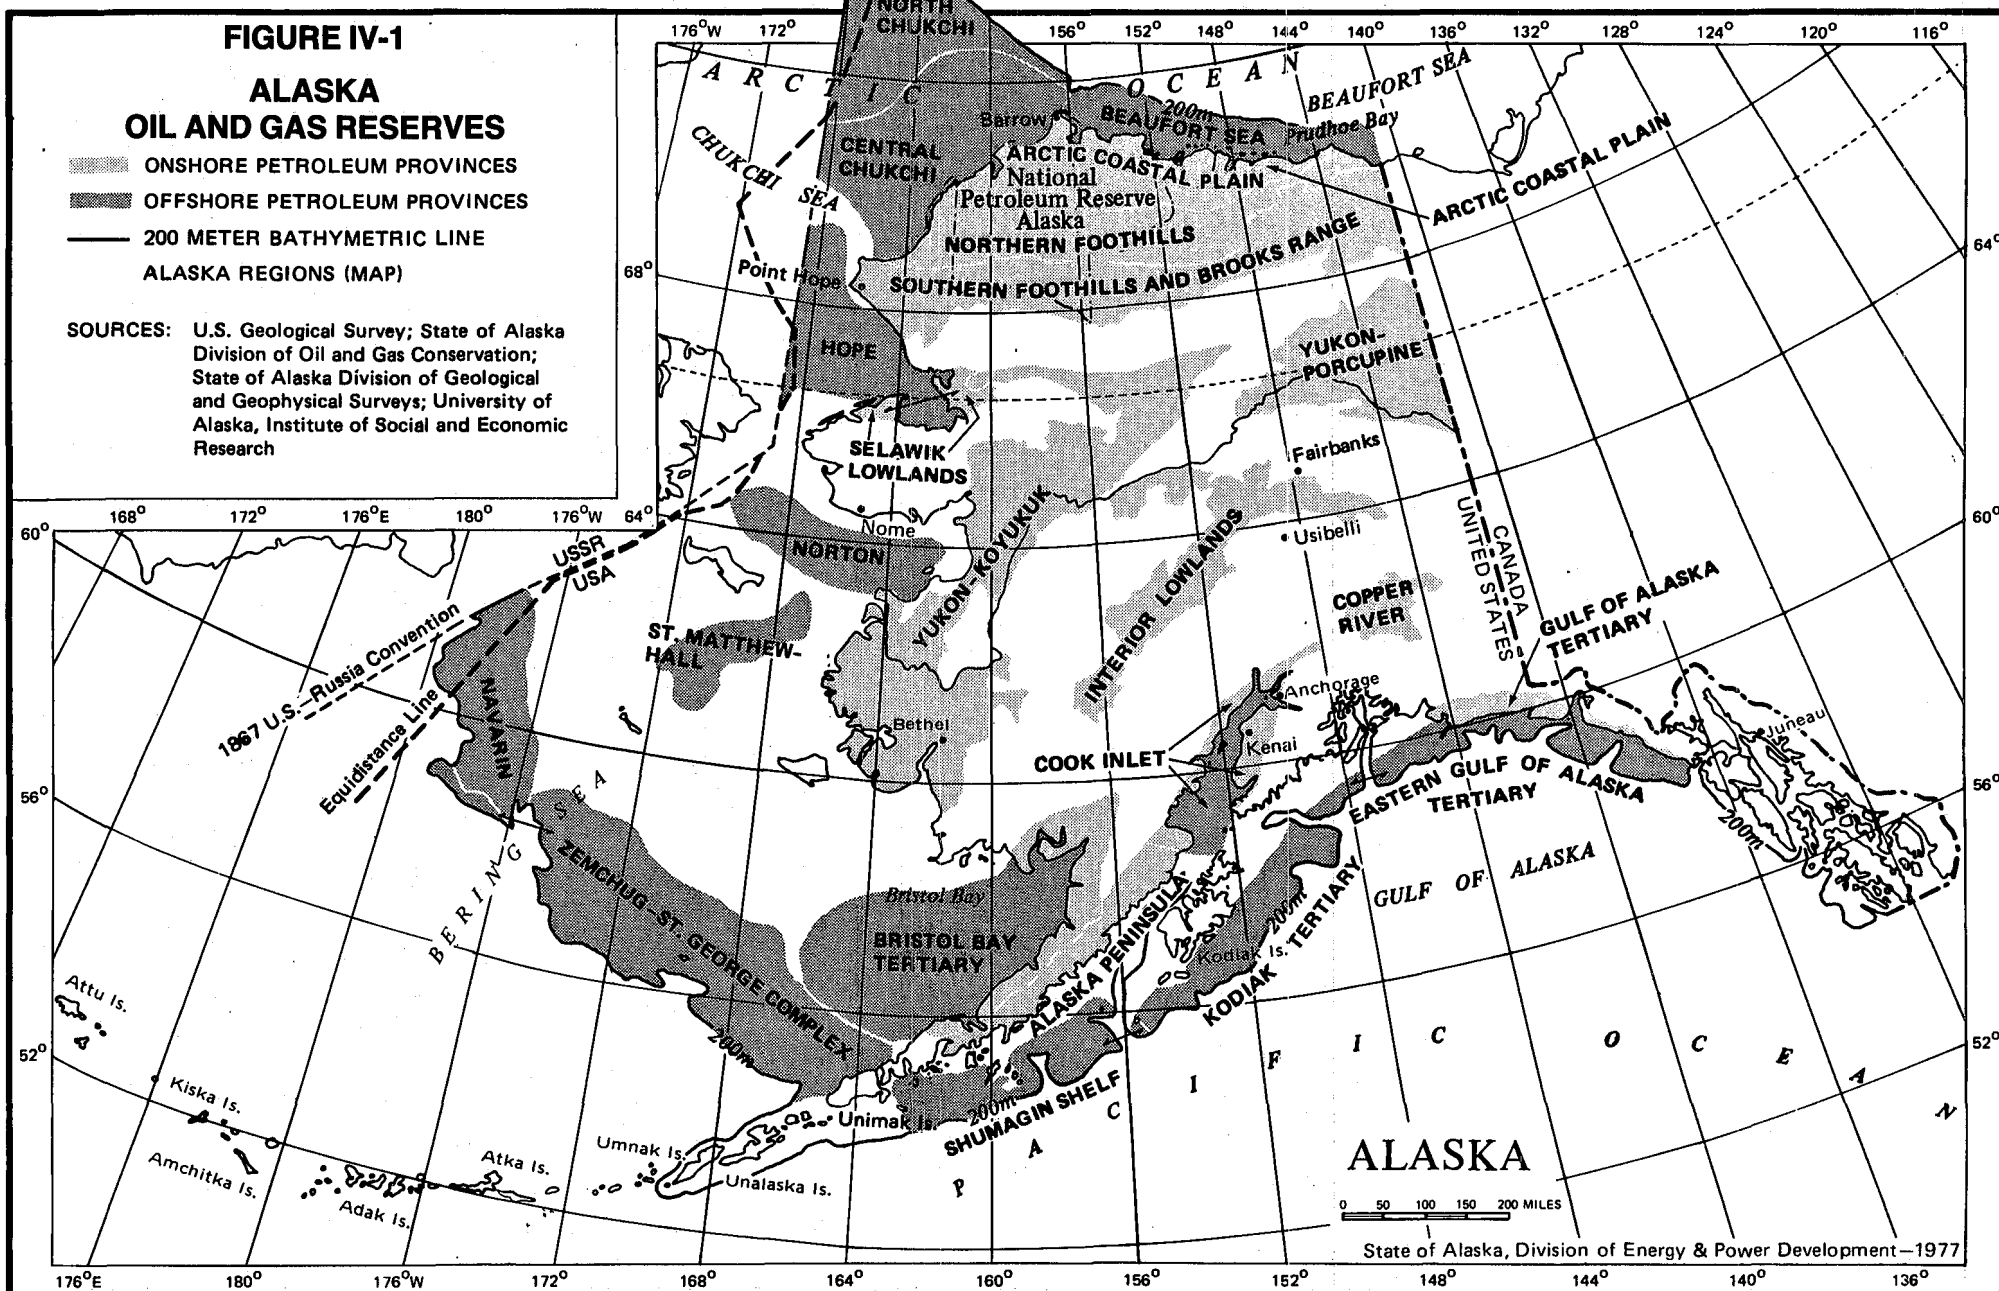 FIGURE IV-1
ALASKA
OIL AND GAS RESERVES
ONSHORE PETROLEUM PROVINCES
OFFSHORE PETROLEUM PROVINCES
200 METER BATHYMETRIC LINE
ALASKA REGIONS (MAP)
SOURCES: U.S. Geological Survey; State of Alaska
Division of Oil and Gas Conservation;
State of Alaska Division of Geological
and Geophysical Surveys; University of
Alaska, Institute of Social and Economic
Research
NORTH
CHUKCHI
176°W 172° 156° 152° 148° 144° 140° 136° 132° 128° 124° 120° 116°
ARCTIC OCEAN
BEAUFORT SEA
200m
BEAUFORT SEA
Prudhoe Bay
Barrow
CHUKCHI SEA
CENTRAL
CHUKCHI
ARCTIC COASTAL PLAIN
ARCTIC COASTAL PLAIN
National
Petroleum Reserve
Alaska
NORTHERN FOOTHILLS
SOUTHERN FOOTHILLS AND BROOKS RANGE
64°
68°
Point Hope
HOPE
YUKON-
PORCUPINE
SELAWIK
LOWLANDS
Fairbanks
Usibelli
UNITED STATES
CANADA
60°
168° 172° 176°E 180° 176°W 64°
60°
Nome
NORTON
USSR
USA
YUKON-KOYUKUK
INTERIOR LOWLANDS
COPPER
RIVER
GULF OF ALASKA
TERTIARY
1867 U.S.-Russia Convention
Equidistance Line
ST. MATTHEW-
HALL
NAVARIN
Bethel
Anchorage
Kenai
COOK INLET
Juneau
56°
56°
EASTERN GULF OF ALASKA
TERTIARY
200m
BERING SEA
ZEMCHUG-ST. GEORGE COMPLEX
Bristol Bay
BRISTOL BAY
TERTIARY
GULF OF ALASKA
ALASKA PENINSULA
200m
Kodiak Is.
KODIAK TERTIARY
200m
52°
52°
Attu Is.
Kiska Is.
Amchitka Is.
Adak Is.
Atka Is.
Umnak Is.
Unalaska Is.
Unimak Is.
200m
SHUMAGIN SHELF
PACIFIC OCEAN
ALASKA
0 50 100 150 200 MILES
State of Alaska, Division of Energy & Power Development—1977
176°E 180° 176°W 172° 168° 164° 160° 156° 152° 148° 144° 140° 136°